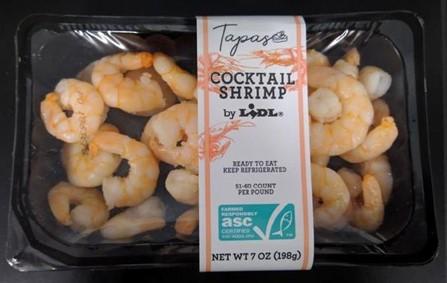 Tapas
COCKTAIL
SHRIMP
by LIDL®
READY TO EAT
KEEP REFRIGERATED
51-60 COUNT
PER POUND
FARMED
RESPONSIBLY
asc
CERTIFIED
TM
NET WT 7 OZ (198g)